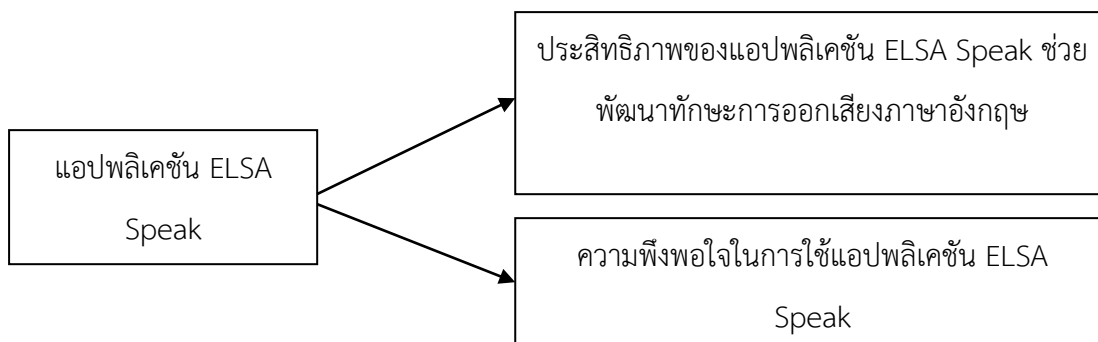 ประสิทธิภาพของแอปพลิเคชัน ELSA Speak ช่วย
พัฒนาทักษะการออกเสียงภาษาอังกฤษ
แอปพลิเคชัน ELSA
Speak
ความพึงพอใจในการใช้แอปพลิเคชัน ELSA
Speak